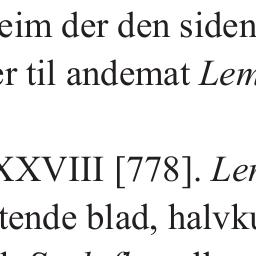 eim der den siden
er til andemat Lem
XXVIII [778]. Ler
tende blad, halvku